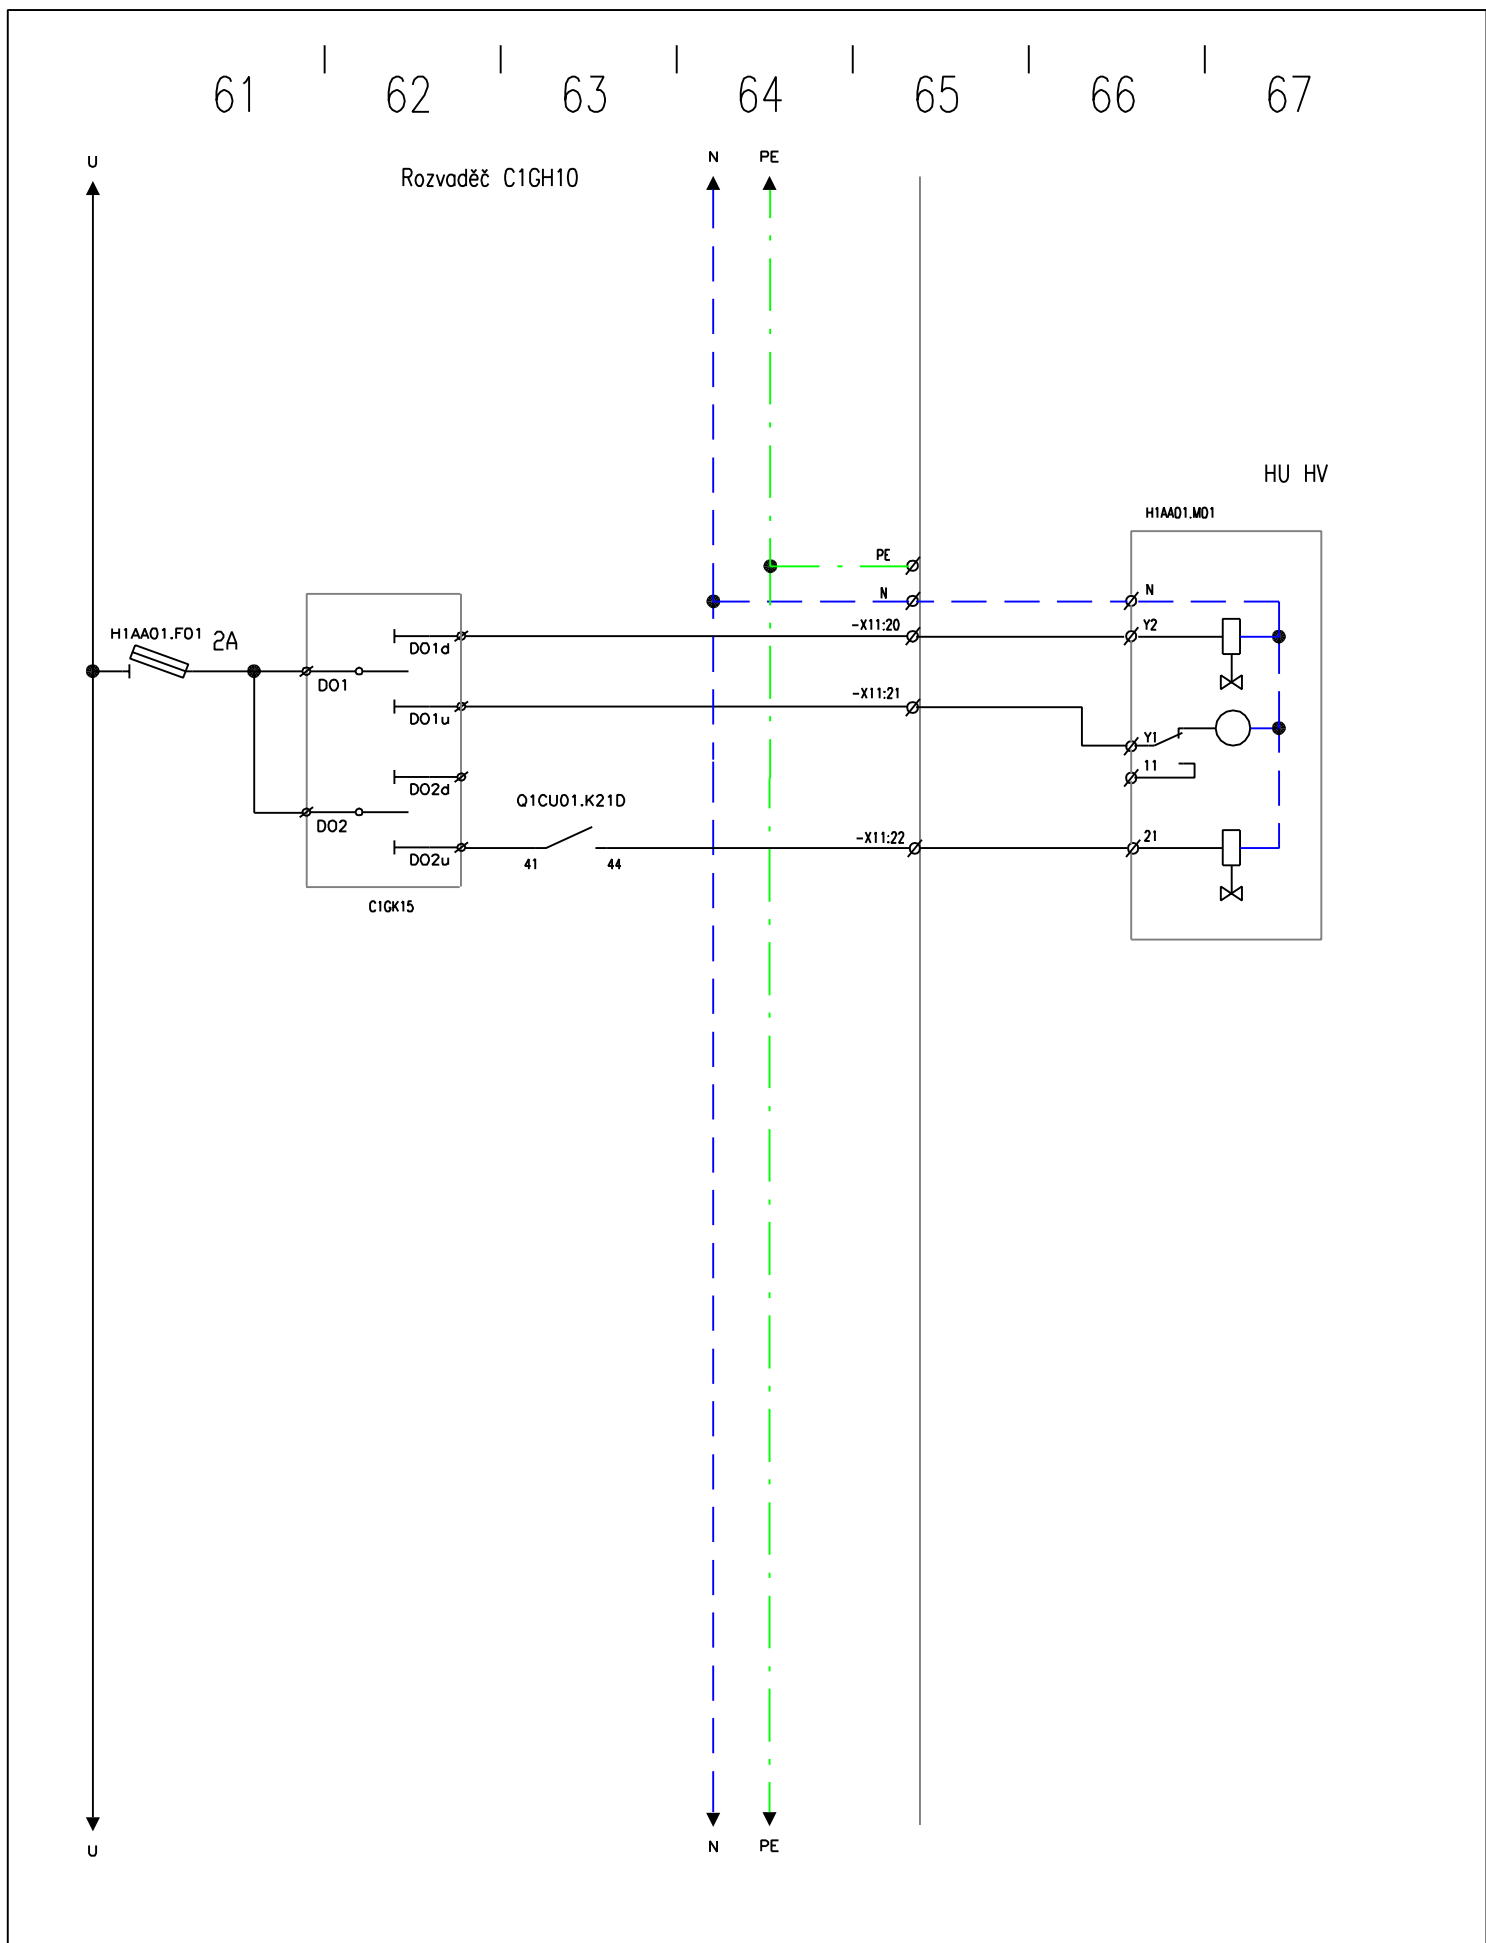 61 62 63 64 65 66 67
U
Rozvaděč C1GH10
N
PE
HU HV
H1AA01.M01
PE
N
N
H1AA01.F01 2A
-X11:20
Y2
DO1d
DO1
-X11:21
DO1u
Y1
11
DO2d
Q1CU01.K21D
DO2
-X11:22
21
DO2u
41
44
C1GK15
U
N
PE